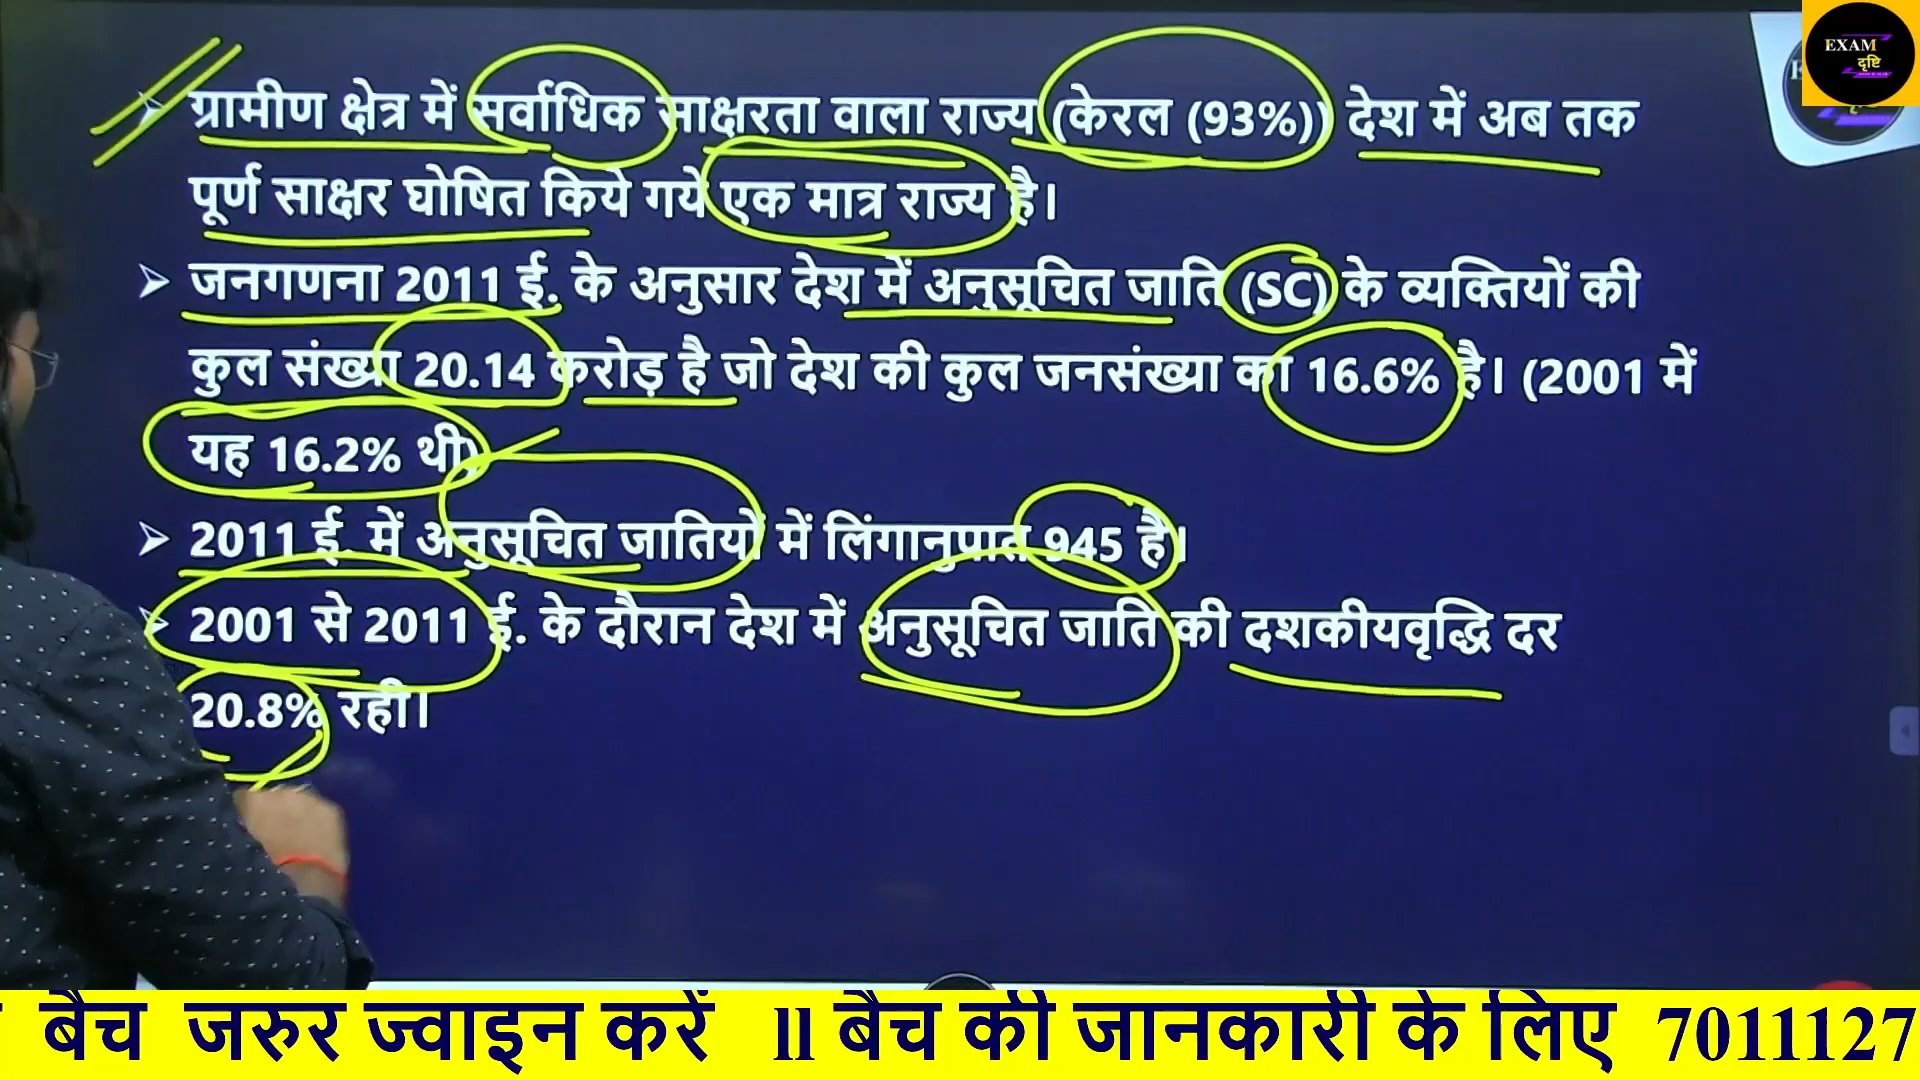 EXAM
दृष्टि
ग्रामीण क्षेत्र में सर्वाधिक साक्षरता वाला राज्य (केरल (93%)) देश में अब तक
पूर्ण साक्षर घोषित किये गये एक मात्र राज्य है।
जनगणना 2011 ई. के अनुसार देश में अनुसूचित जाति (SC) के व्यक्तियों की
कुल संख्या 20.14 करोड़ है जो देश की कुल जनसंख्या का 16.6% है। (2001 में
यह 16.2% थी)
2011 ई. में अनुसूचित जातियों में लिंगानुपात 945 है।
2001 से 2011 ई. के दौरान देश में अनुसूचित जाति की दशकीयवृद्धि दर
20.8% रही।
बैच जरुर ज्वाइन करें ll बैच की जानकारी के लिए 7011127